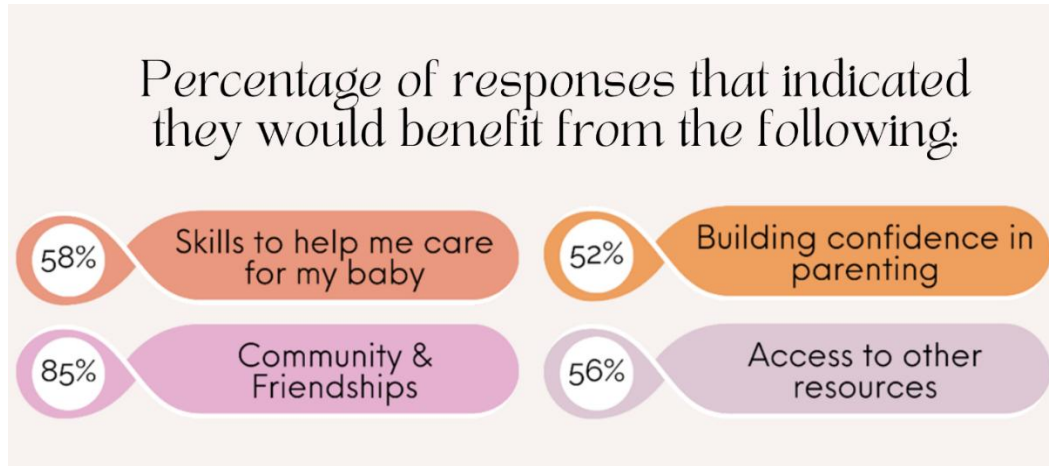 Percentage of responses that indicated
they would benefit from the following:
58%
Skills to help me care
for my baby
52%
Building confidence in
parenting
85%
Community &
Friendships
56%
Access to other
resources